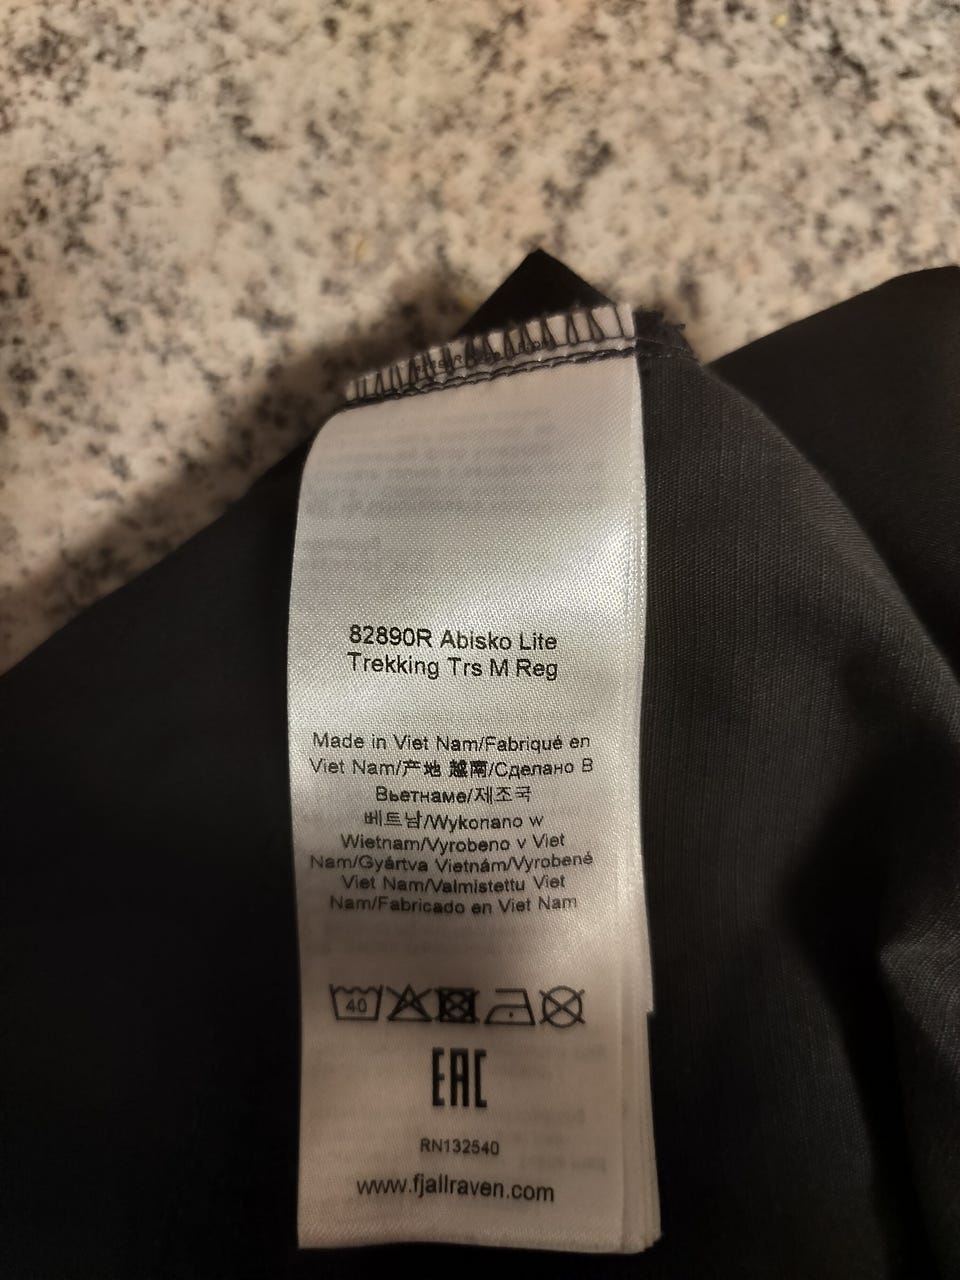 82890R Abisko Lite
Trekking Trs M Reg
Made in Viet Nam/Fabriqué en
Viet Nam/产地 越南/Сделано В
Вьетнаме/제조국
베트남/Wykonano w
Wietnam/Vyrobeno v Viet
Nam/Gyártva Vietnám/Vyrobené
Viet Nam/Valmistettu Viet
Nam/Fabricado en Viet Nam
40
EAC
RN132540
www.fjallraven.com